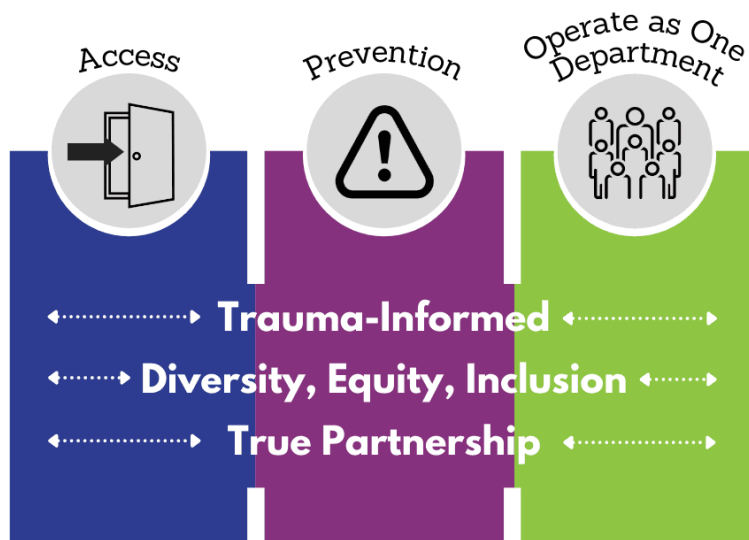 Access
Prevention
Operate as One
Department
Trauma-Informed
Diversity, Equity, Inclusion
True Partnership